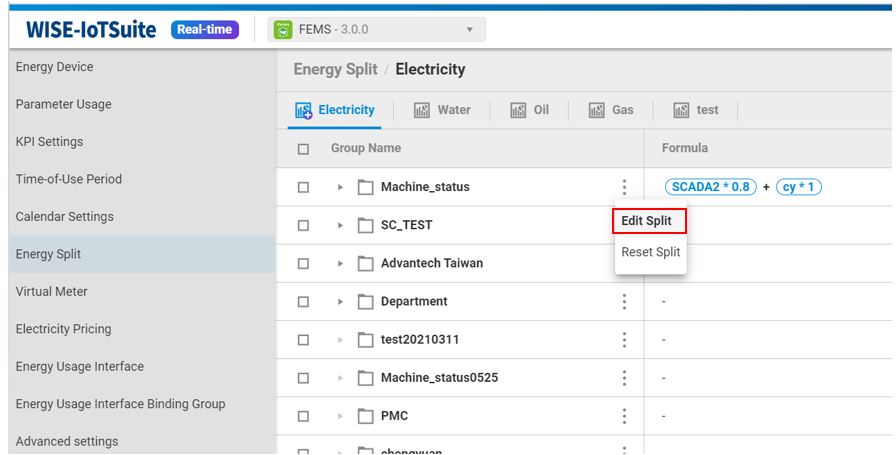 WISE-IoTSuite Real-time FEMS - 3.0.0
Energy Device
Parameter Usage
KPI Settings
Time-of-Use Period
Calendar Settings
Energy Split
Virtual Meter
Electricity Pricing
Energy Usage Interface
Energy Usage Interface Binding Group
Advanced settings
Energy Split / Electricity
Electricity Water Oil Gas test
Group Name Formula
Machine_status SCADA2 * 0.8 + cy * 1
Edit Split
Reset Split
SC_TEST
Advantech Taiwan
Department -
test20210311 -
Machine_status0525 -
PMC -
chengyuan